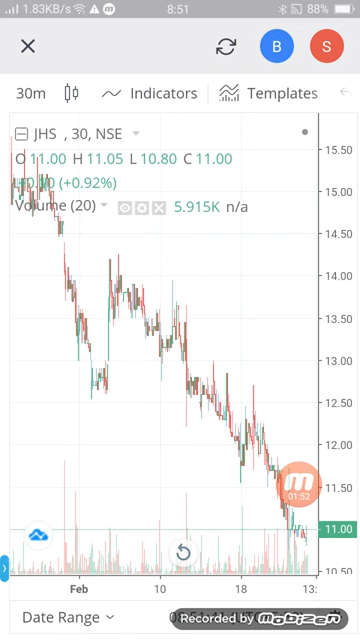 1.83KB/s 8:51 88%
B S
30m Indicators Templates
JHS , 30, NSE
O 11.00 H 11.05 L 10.80 C 11.00
(+0.92%)
Volume (20) 5.915K n/a
15.50
15.00
14.50
14.00
13.50
13.00
12.50
12.00
11.50
11.00
10.50
01:52
Feb 10 18 13:
Date Range
Recorded by mobizen